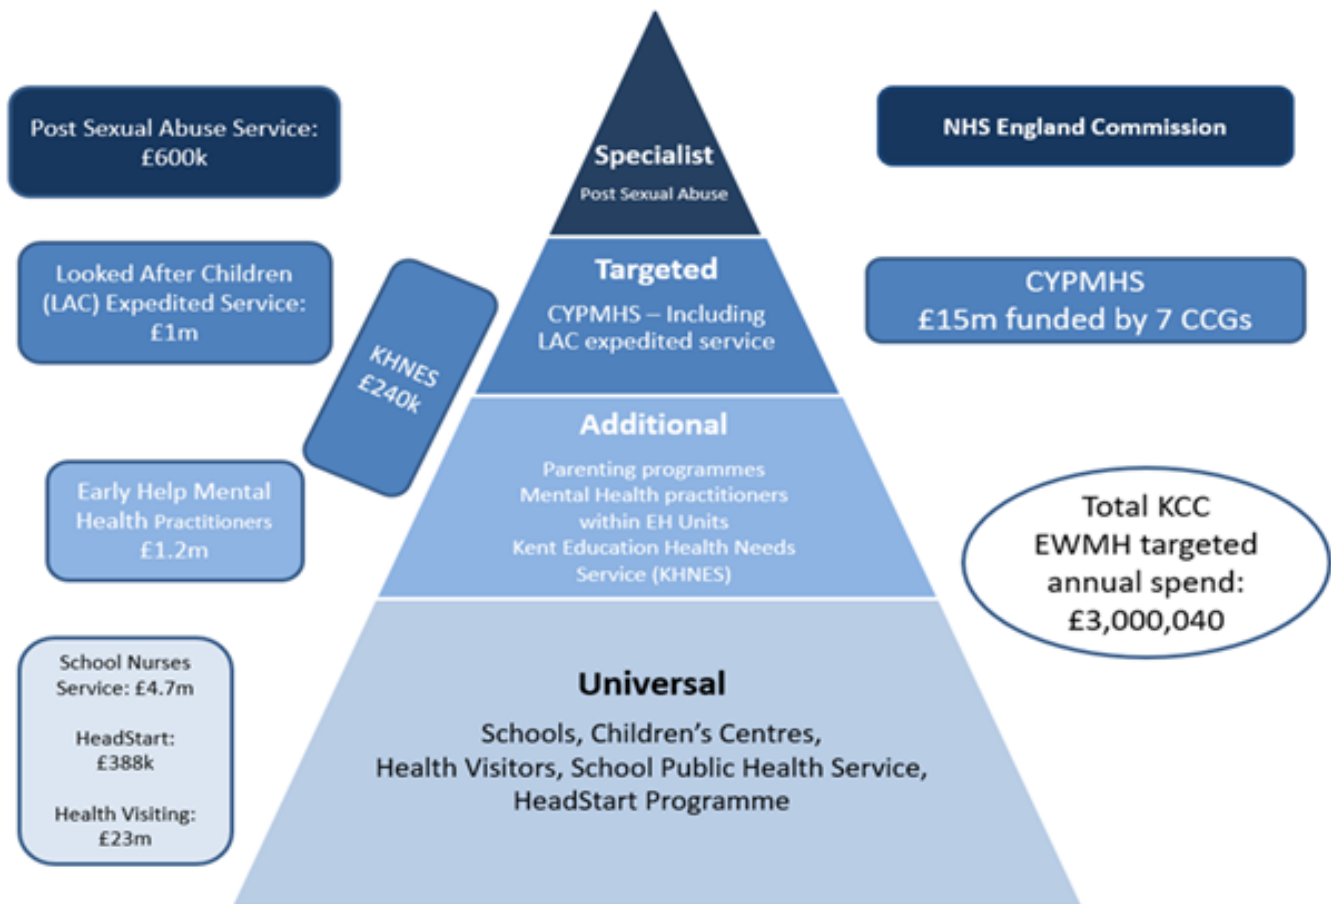 Post Sexual Abuse Service:
£600k
Looked After Children
(LAC) Expedited Service:
£1m
KHNES
£240k
Early Help Mental
Health Practitioners
£1.2m
School Nurses
Service: £4.7m
HeadStart:
£388k
Health Visiting:
£23m
Specialist
Post Sexual Abuse
Targeted
CYPMHS – Including
LAC expedited service
Additional
Parenting programmes
Mental Health practitioners
within EH Units
Kent Education Health Needs
Service (KHNES)
Universal
Schools, Children’s Centres,
Health Visitors, School Public Health Service,
HeadStart Programme
NHS England Commission
CYPMHS
£15m funded by 7 CCGs
Total KCC
EWMH targeted
annual spend:
£3,000,040